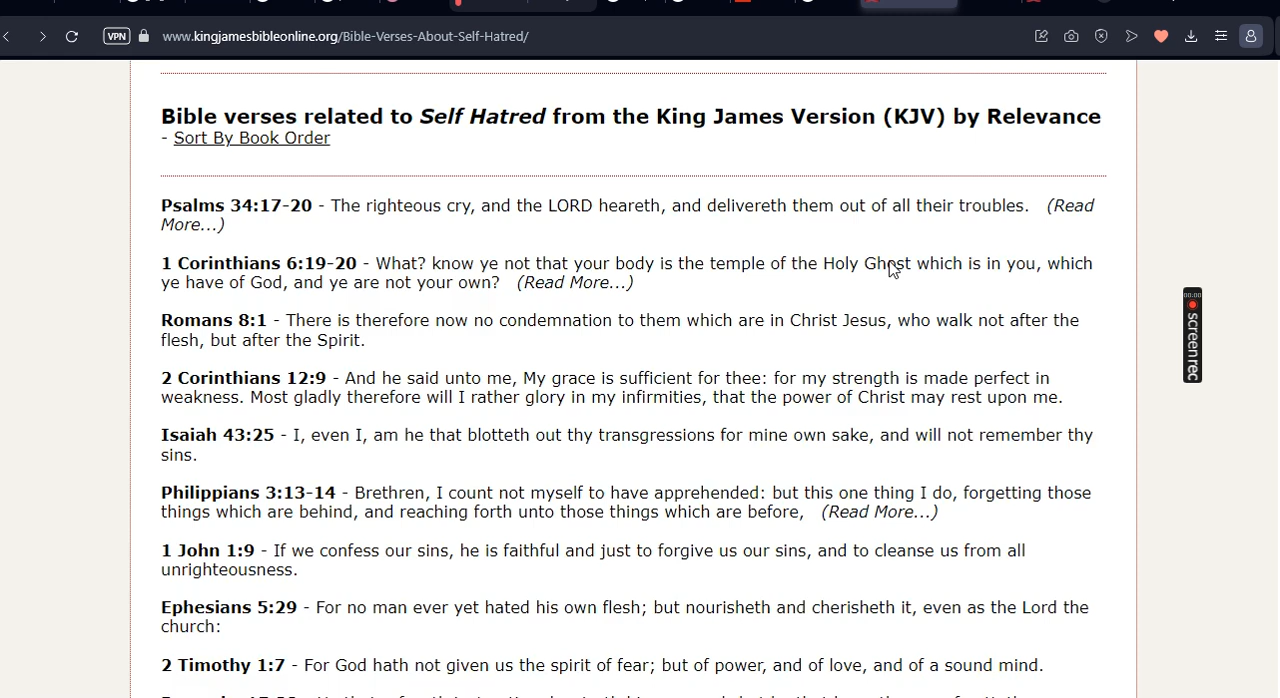 VPN
www.kingjamesbibleonline.org/Bible-Verses-About-Self-Hatred/
Bible verses related to Self Hatred from the King James Version (KJV) by Relevance
- Sort By Book Order
Psalms 34:17-20 - The righteous cry, and the LORD heareth, and delivereth them out of all their troubles. (Read
More...)
1 Corinthians 6:19-20 - What? know ye not that your body is the temple of the Holy Ghost which is in you, which
ye have of God, and ye are not your own? (Read More...)
Romans 8:1 - There is therefore now no condemnation to them which are in Christ Jesus, who walk not after the
flesh, but after the Spirit.
2 Corinthians 12:9 - And he said unto me, My grace is sufficient for thee: for my strength is made perfect in
weakness. Most gladly therefore will I rather glory in my infirmities, that the power of Christ may rest upon me.
Isaiah 43:25 - I, even I, am he that blotteth out thy transgressions for mine own sake, and will not remember thy
sins.
Philippians 3:13-14 - Brethren, I count not myself to have apprehended: but this one thing I do, forgetting those
things which are behind, and reaching forth unto those things which are before, (Read More...)
1 John 1:9 - If we confess our sins, he is faithful and just to forgive us our sins, and to cleanse us from all
unrighteousness.
Ephesians 5:29 - For no man ever yet hated his own flesh; but nourisheth and cherisheth it, even as the Lord the
church:
2 Timothy 1:7 - For God hath not given us the spirit of fear; but of power, and of love, and of a sound mind.
00:00
screenrec